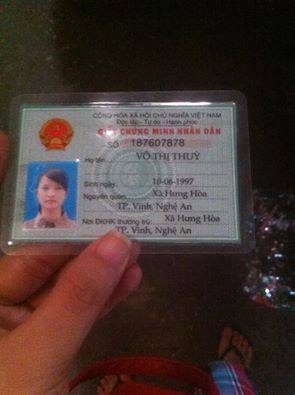 CỘNG HÒA XÃ HỘI CHỦ NGHĨA VIỆT NAM
Độc lập - Tự do - Hạnh phúc
GIẤY CHỨNG MINH NHÂN DÂN
SỐ 187607878
Họ tên VÕ THỊ THUỲ
Sinh ngày 10-06-1997
Nguyên quán Xã Hưng Hòa
TP. Vinh, Nghệ An
Nơi ĐKHK thường trú Xã Hưng Hòa
TP. Vinh, Nghệ An